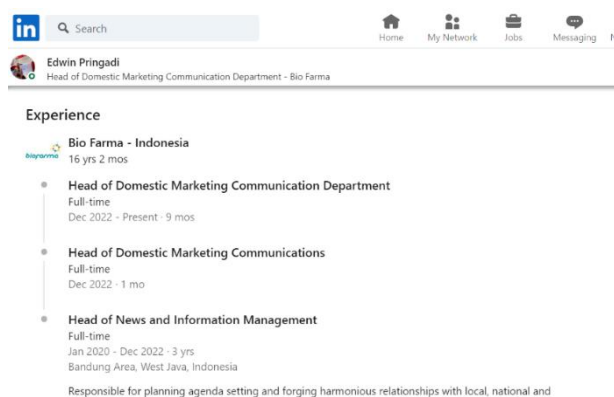 in
Search
Home
My Network
Jobs
Messaging
N
Edwin Pringadi
Head of Domestic Marketing Communication Department - Bio Farma
Experience
biofarma
Bio Farma - Indonesia
16 yrs 2 mos
Head of Domestic Marketing Communication Department
Full-time
Dec 2022 - Present · 9 mos
Head of Domestic Marketing Communications
Full-time
Dec 2022 · 1 mo
Head of News and Information Management
Full-time
Jan 2020 - Dec 2022 · 3 yrs
Bandung Area, West Java, Indonesia
Responsible for planning agenda setting and forging harmonious relationships with local, national and